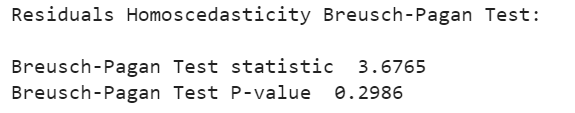 Residuals Homoscedasticity Breusch-Pagan Test:
Breusch-Pagan Test statistic  3.6765
Breusch-Pagan Test P-value  0.2986